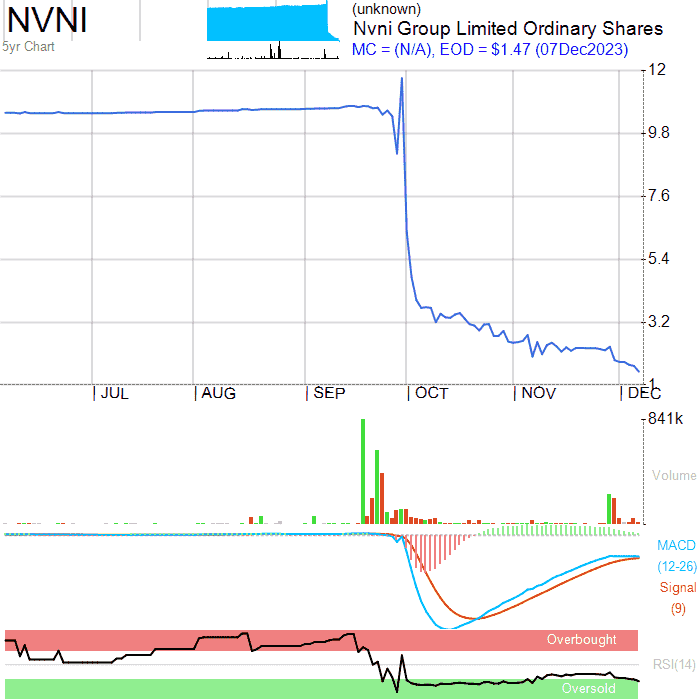 NVNI
5yr Chart
(unknown)
Nvni Group Limited Ordinary Shares
MC = (N/A), EOD = $1.47 (07Dec2023)
12
9.8
7.6
5.4
3.2
1
JUL AUG SEP OCT NOV DEC
841k
Volume
MACD
(12-26)
Signal
(9)
Overbought
RSI(14)
Oversold